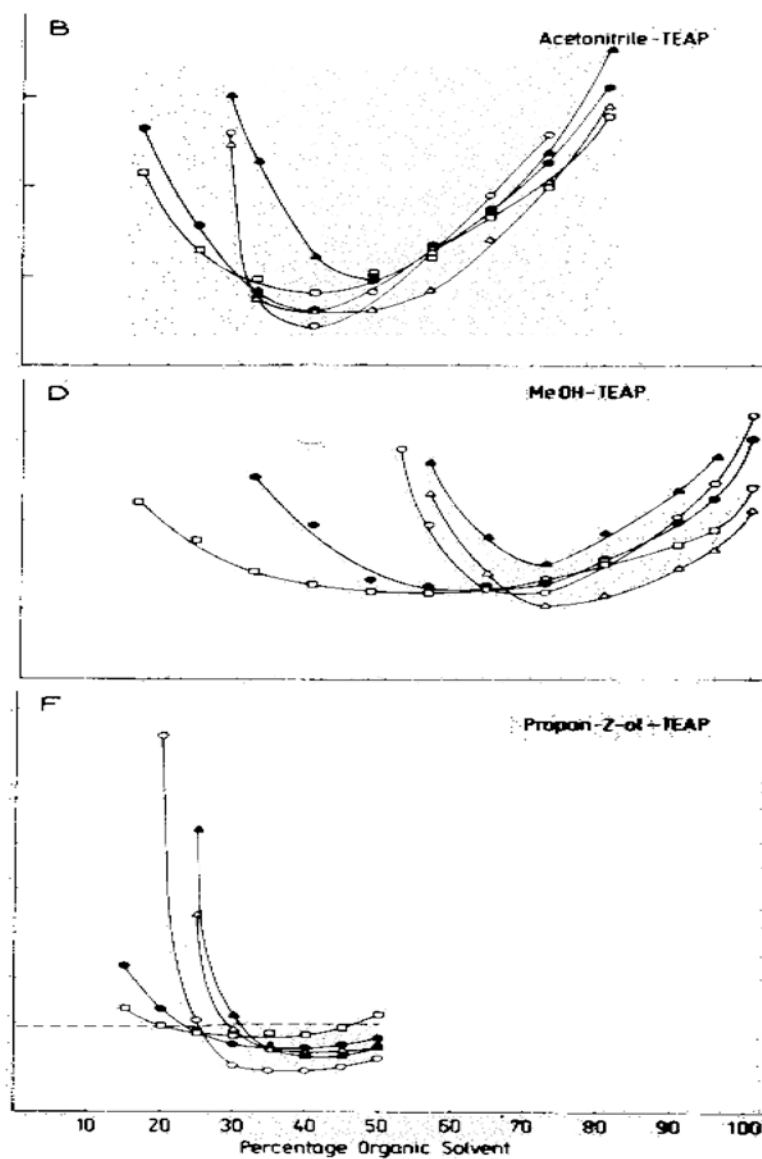 B
Acetonitrile-TEAP
D
MeOH-TEAP
F
Propan-2-ol-TEAP
10 20 30 40 50 60 70 80 90 100
Percentage Organic Solvent